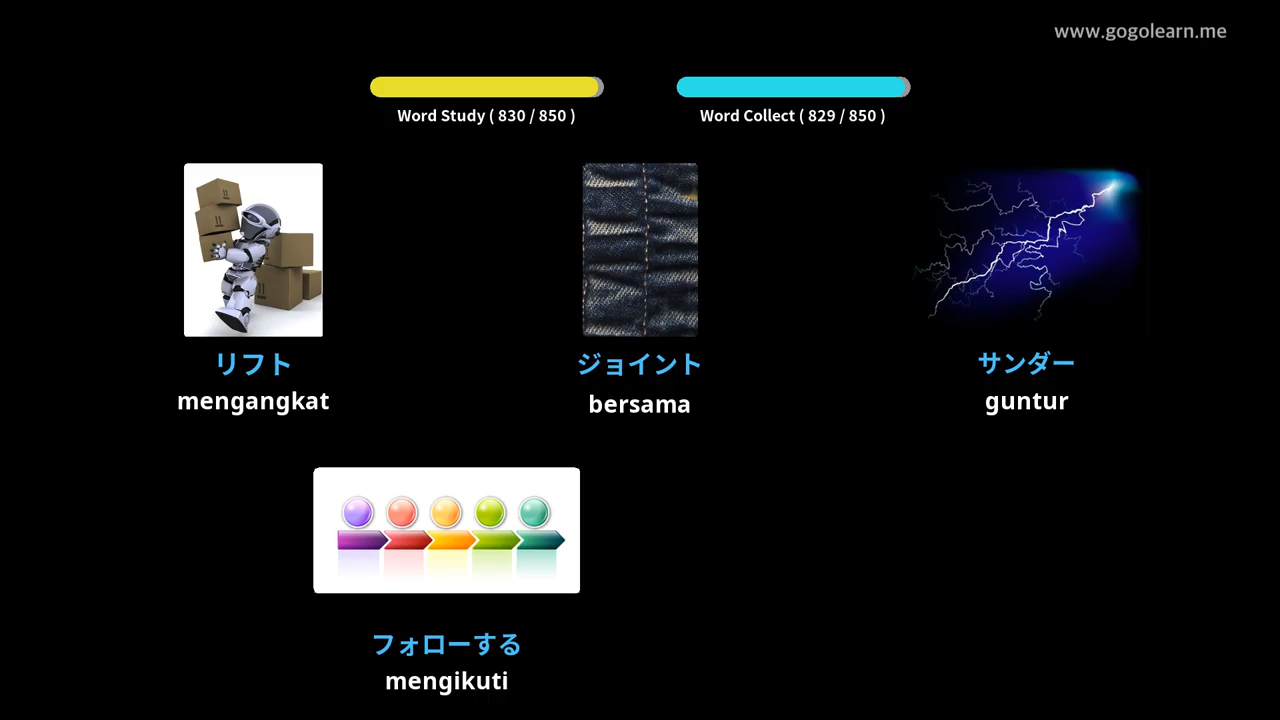 www.gogolearn.me
Word Study ( 830 / 850 )
Word Collect ( 829 / 850 )
リフト
ジョイント
サンダー
mengangkat
bersama
guntur
フォローする
mengikuti